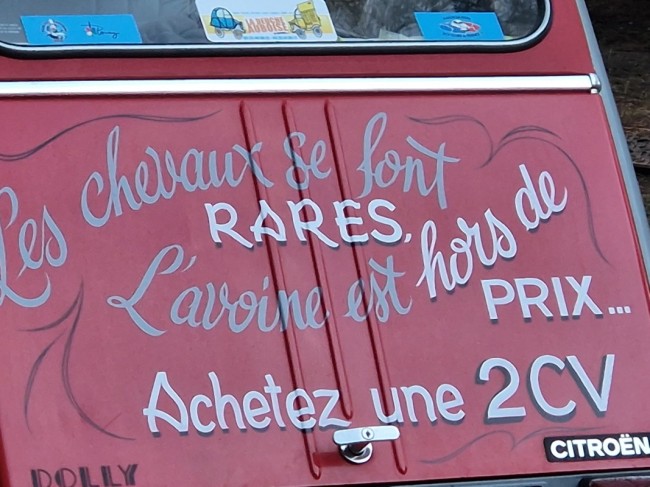 Les chevaux se font
RARES,
L'avoine est hors de
PRIX...
Achetez une 2CV
CITROËN
DOLLY